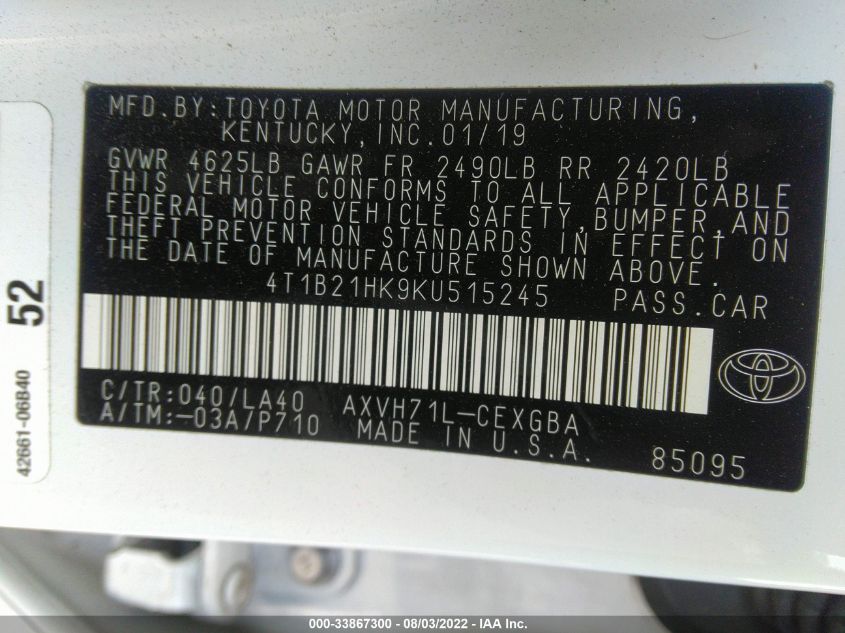 MFD.BY:TOYOTA MOTOR MANUFACTURING,
KENTUCKY,INC.01/19
GVWR 4625LB GAWR FR 2490LB RR 2420LB
THIS VEHICLE CONFORMS TO ALL APPLICABLE
FEDERAL MOTOR VEHICLE SAFETY,BUMPER,AND
THEFT PREVENTION STANDARDS IN EFFECT ON
THE DATE OF MANUFACTURE SHOWN ABOVE.
4T1B21HK9KU515245 PASS.CAR
C/TR:040/LA40 AXVH71L-CEXGBA
A/TM:-03A/P710 MADE IN U.S.A.
85095
52
42661-06B40
000-33867300 - 08/03/2022 - IAA Inc.